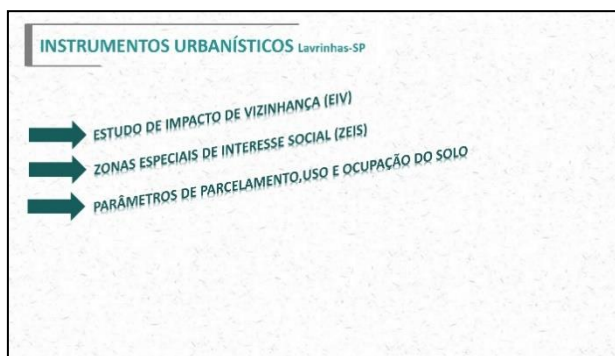 INSTRUMENTOS URBANÍSTICOS Lavrinhas-SP
ESTUDO DE IMPACTO DE VIZINHANÇA (EIV)
ZONAS ESPECIAIS DE INTERESSE SOCIAL (ZEIS)
PARÂMETROS DE PARCELAMENTO,USO E OCUPAÇÃO DO SOLO